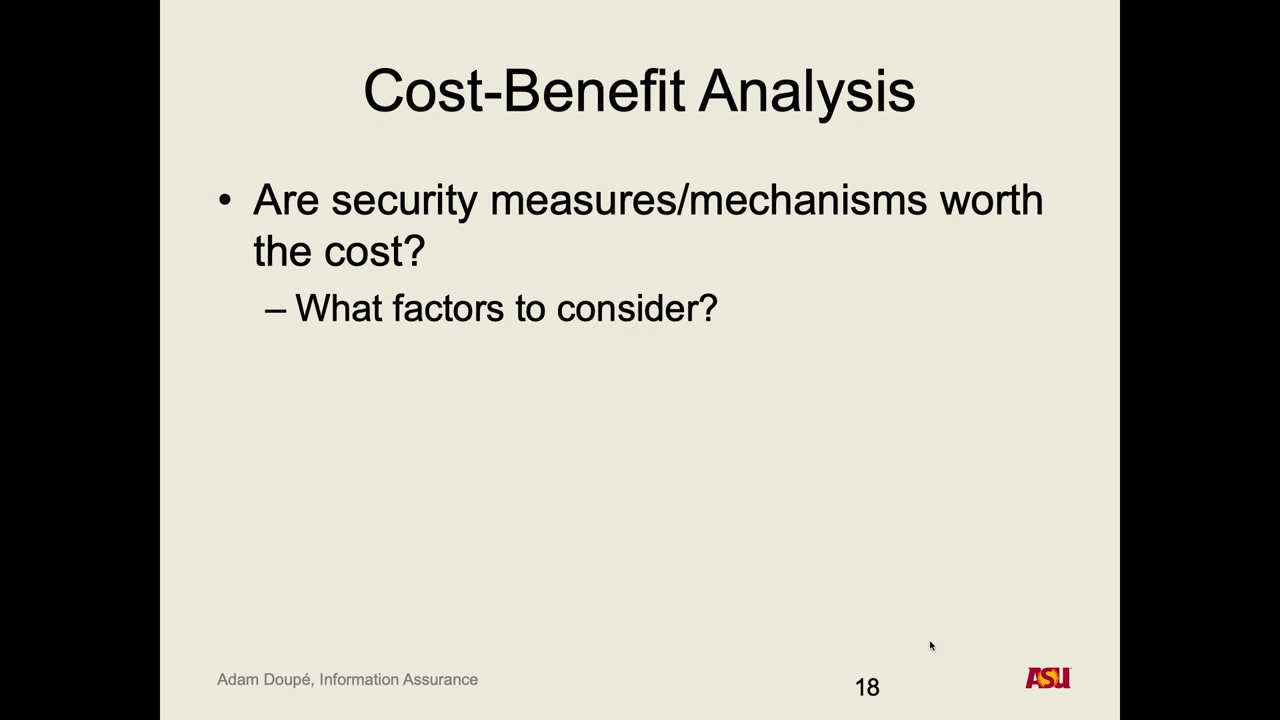 Cost-Benefit Analysis
• Are security measures/mechanisms worth
the cost?
– What factors to consider?
Adam Doupé, Information Assurance
18
ASU